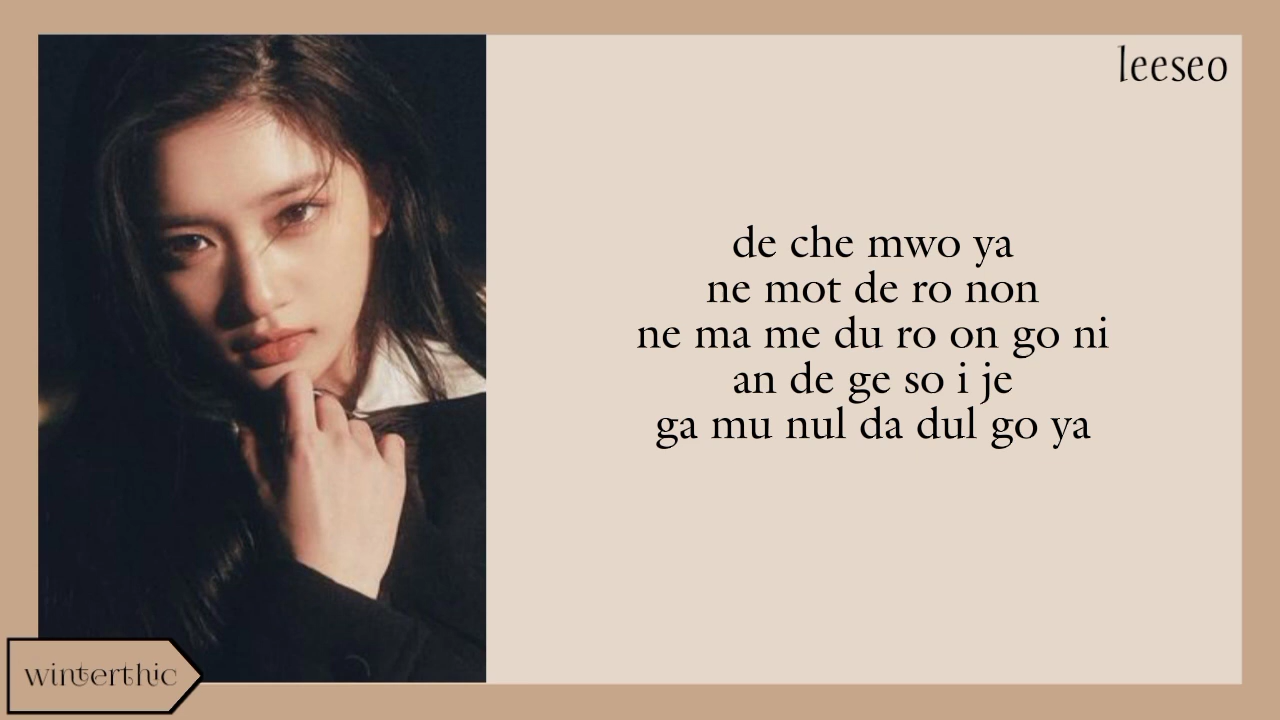 leeseo
de che mwo ya
ne mot de ro non
ne ma me du ro on go ni
an de ge so i je
ga mu nul da dul go ya
winterthic